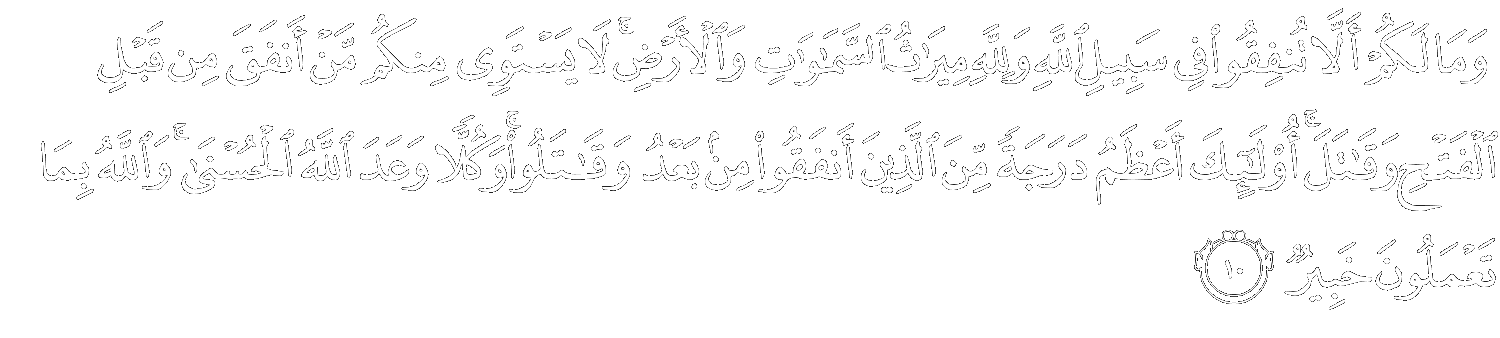 وَمَا لَكُمْ أَلَّا تُنفِقُوا۟ فِى سَبِيلِ ٱللَّهِ وَلِلَّهِ مِيرَٰثُ ٱلسَّمَـٰوَٰتِ وَٱلْأَرْضِ ۚ لَا يَسْتَوِى مِنكُم مَّنْ أَنفَقَ مِن قَبْلِ
ٱلْفَتْحِ وَقَـٰتَلَ ۚ أُو۟لَـٰٓئِكَ أَعْظَمُ دَرَجَةً مِّنَ ٱلَّذِينَ أَنفَقُوا۟ مِنۢ بَعْدُ وَقَـٰتَلُوا۟ ۚ وَكُلًّا وَعَدَ ٱللَّهُ ٱلْحُسْنَىٰ ۚ وَٱللَّهُ بِمَا
تَعْمَلُونَ خَبِيرٌ ١٠